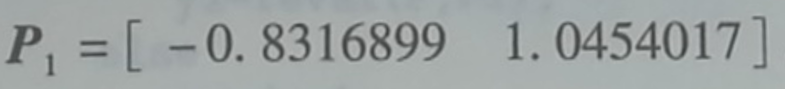 P₁ = [ −0.8316899 1.0454017 ]